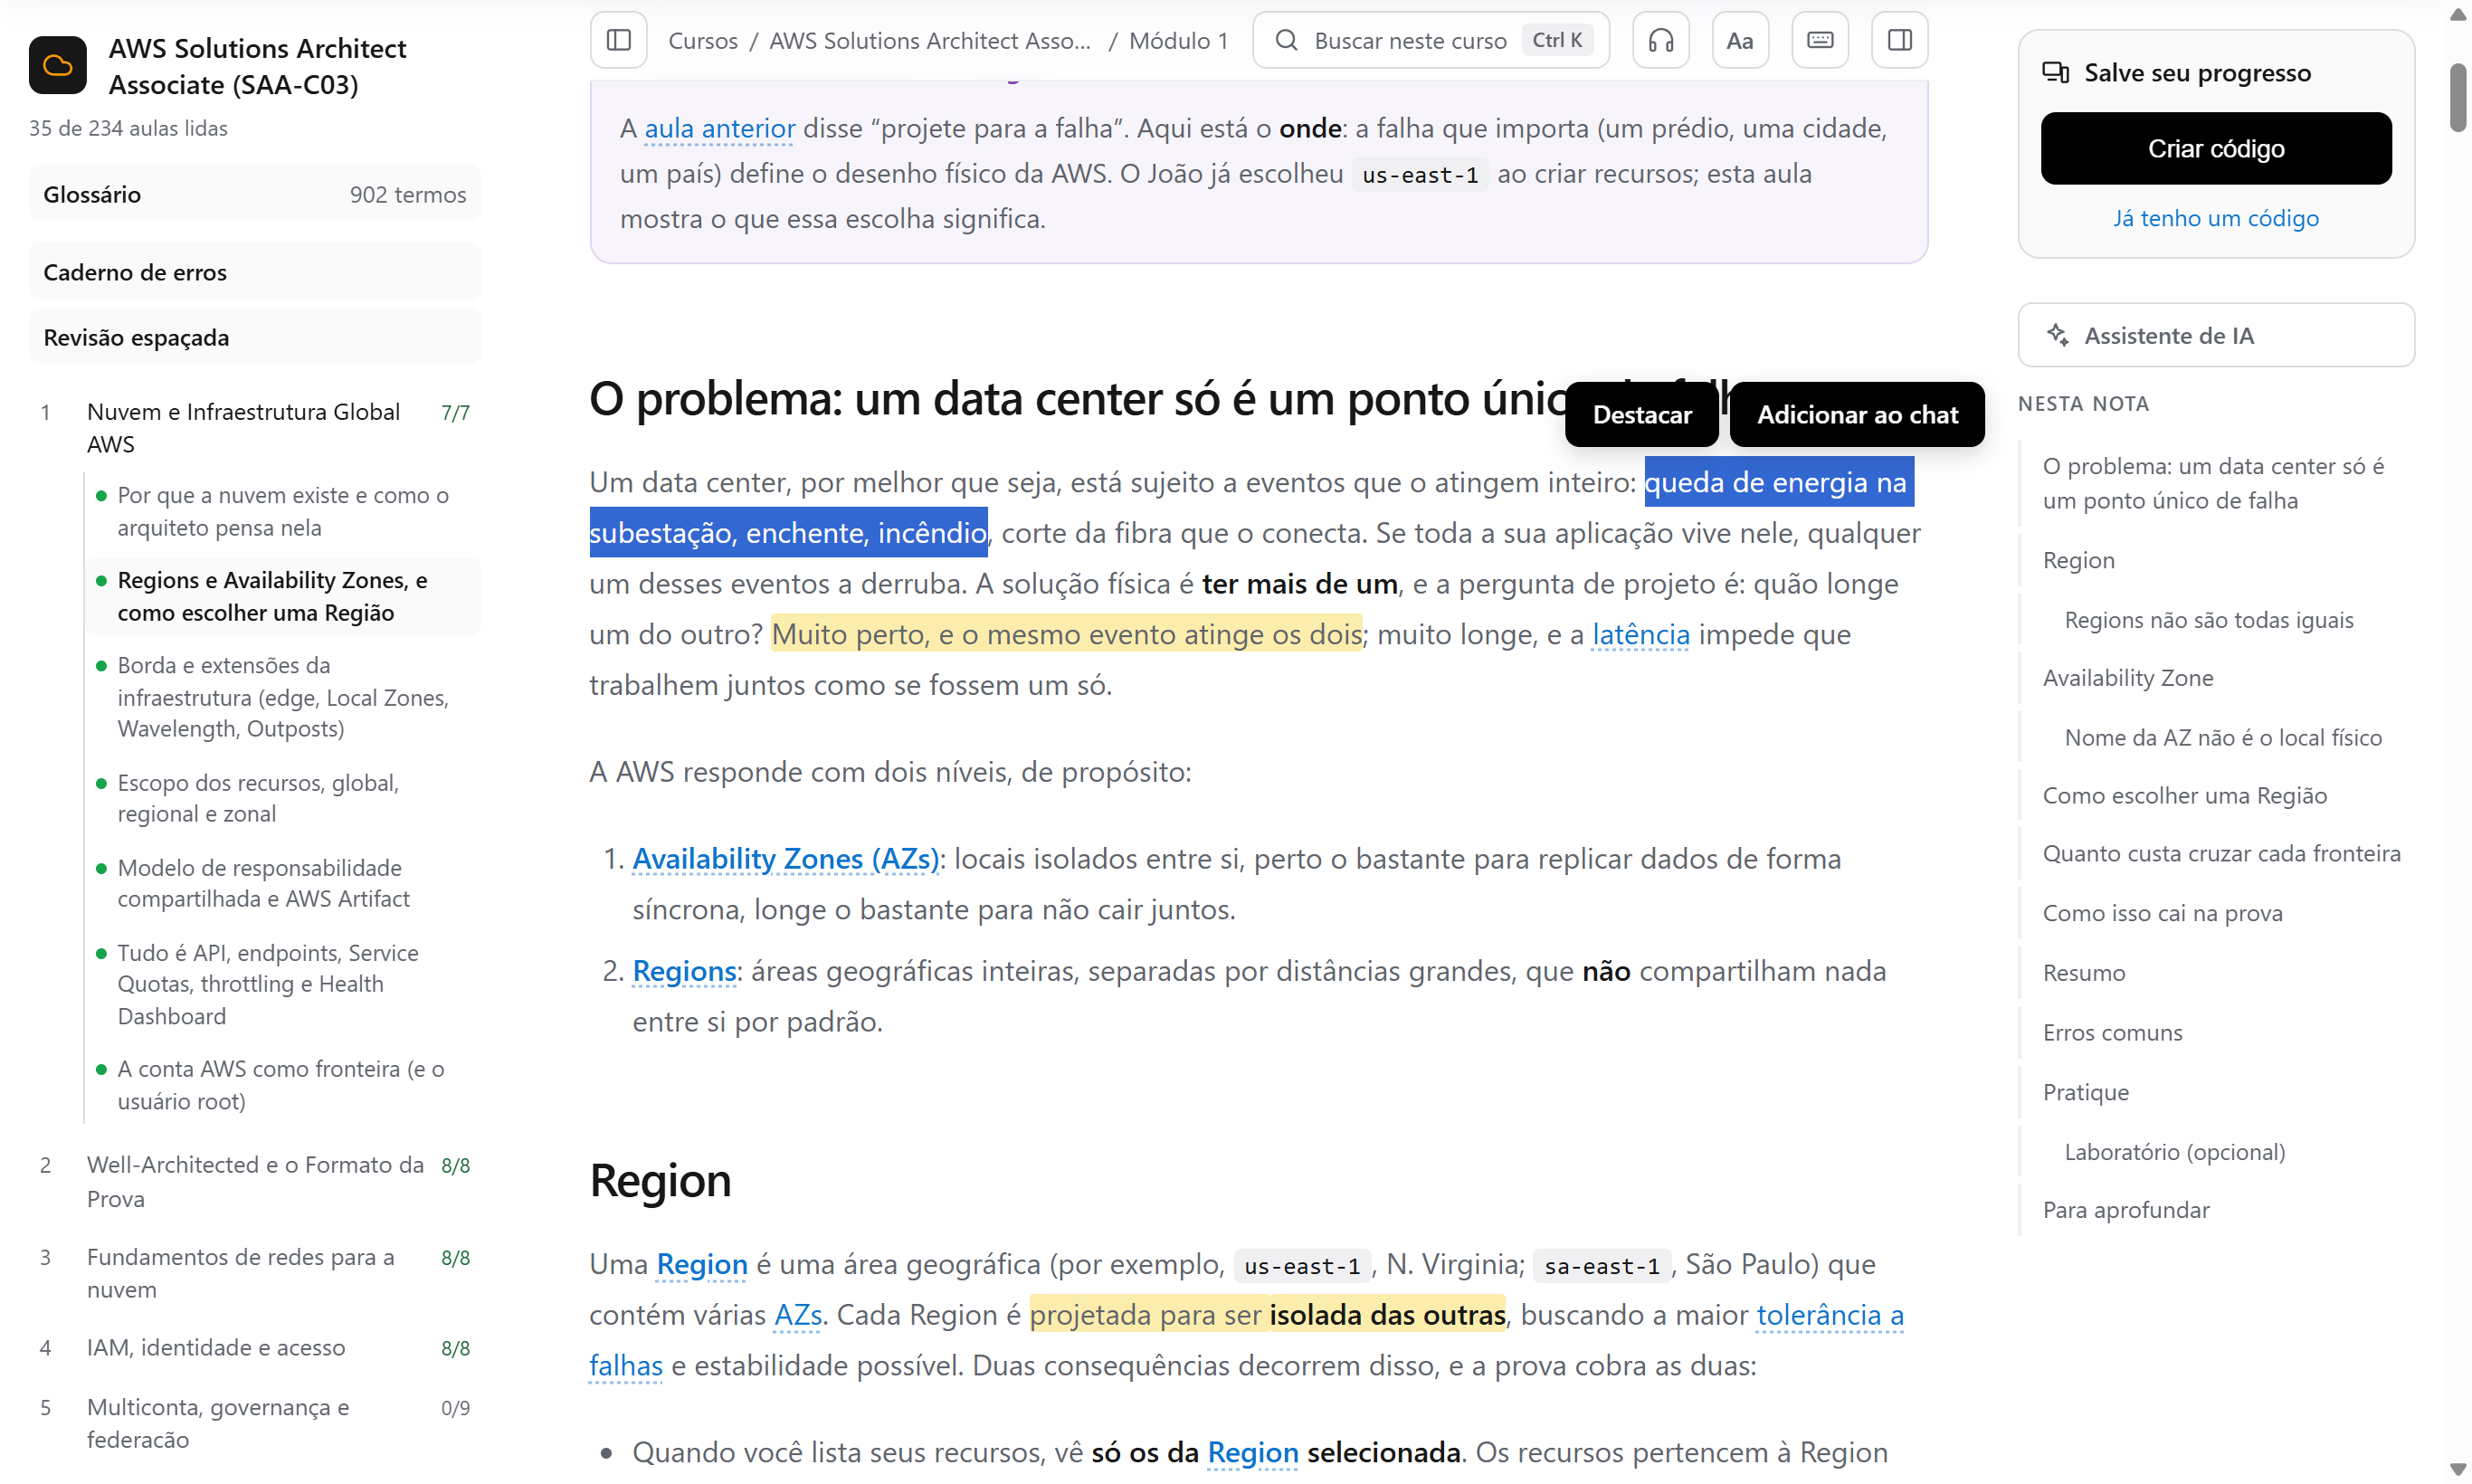 AWS Solutions Architect
Associate (SAA-C03)
35 de 234 aulas lidas
Glossário 902 termos
Caderno de erros
Revisão espaçada
1 Nuvem e Infraestrutura Global 7/7
AWS
Por que a nuvem existe e como o
arquiteto pensa nela
Regions e Availability Zones, e
como escolher uma Região
Borda e extensões da
infraestrutura (edge, Local Zones,
Wavelength, Outposts)
Escopo dos recursos, global,
regional e zonal
Modelo de responsabilidade
compartilhada e AWS Artifact
Tudo é API, endpoints, Service
Quotas, throttling e Health
Dashboard
A conta AWS como fronteira (e o
usuário root)
2 Well-Architected e o Formato da 8/8
Prova
3 Fundamentos de redes para a 8/8
nuvem
4 IAM, identidade e acesso 8/8
5 Multiconta, governança e 0/9
federação
Cursos / AWS Solutions Architect Asso... / Módulo 1
Buscar neste curso Ctrl K
Aa
A aula anterior disse “projete para a falha”. Aqui está o onde: a falha que importa (um prédio, uma cidade,
um país) define o desenho físico da AWS. O João já escolheu us-east-1 ao criar recursos; esta aula
mostra o que essa escolha significa.
O problema: um data center só é um ponto único
Destacar Adicionar ao chat
Um data center, por melhor que seja, está sujeito a eventos que o atingem inteiro: queda de energia na
subestação, enchente, incêndio, corte da fibra que o conecta. Se toda a sua aplicação vive nele, qualquer
um desses eventos a derruba. A solução física é ter mais de um, e a pergunta de projeto é: quão longe
um do outro? Muito perto, e o mesmo evento atinge os dois; muito longe, e a latência impede que
trabalhem juntos como se fossem um só.
A AWS responde com dois níveis, de propósito:
1. Availability Zones (AZs): locais isolados entre si, perto o bastante para replicar dados de forma
síncrona, longe o bastante para não cair juntos.
2. Regions: áreas geográficas inteiras, separadas por distâncias grandes, que não compartilham nada
entre si por padrão.
Region
Uma Region é uma área geográfica (por exemplo, us-east-1, N. Virginia; sa-east-1, São Paulo) que
contém várias AZs. Cada Region é projetada para ser isolada das outras, buscando a maior tolerância a
falhas e estabilidade possível. Duas consequências decorrem disso, e a prova cobra as duas:
• Quando você lista seus recursos, vê só os da Region selecionada. Os recursos pertencem à Region
Salve seu progresso
Criar código
Já tenho um código
Assistente de IA
NESTA NOTA
O problema: um data center só é
um ponto único de falha
Region
Regions não são todas iguais
Availability Zone
Nome da AZ não é o local físico
Como escolher uma Região
Quanto custa cruzar cada fronteira
Como isso cai na prova
Resumo
Erros comuns
Pratique
Laboratório (opcional)
Para aprofundar